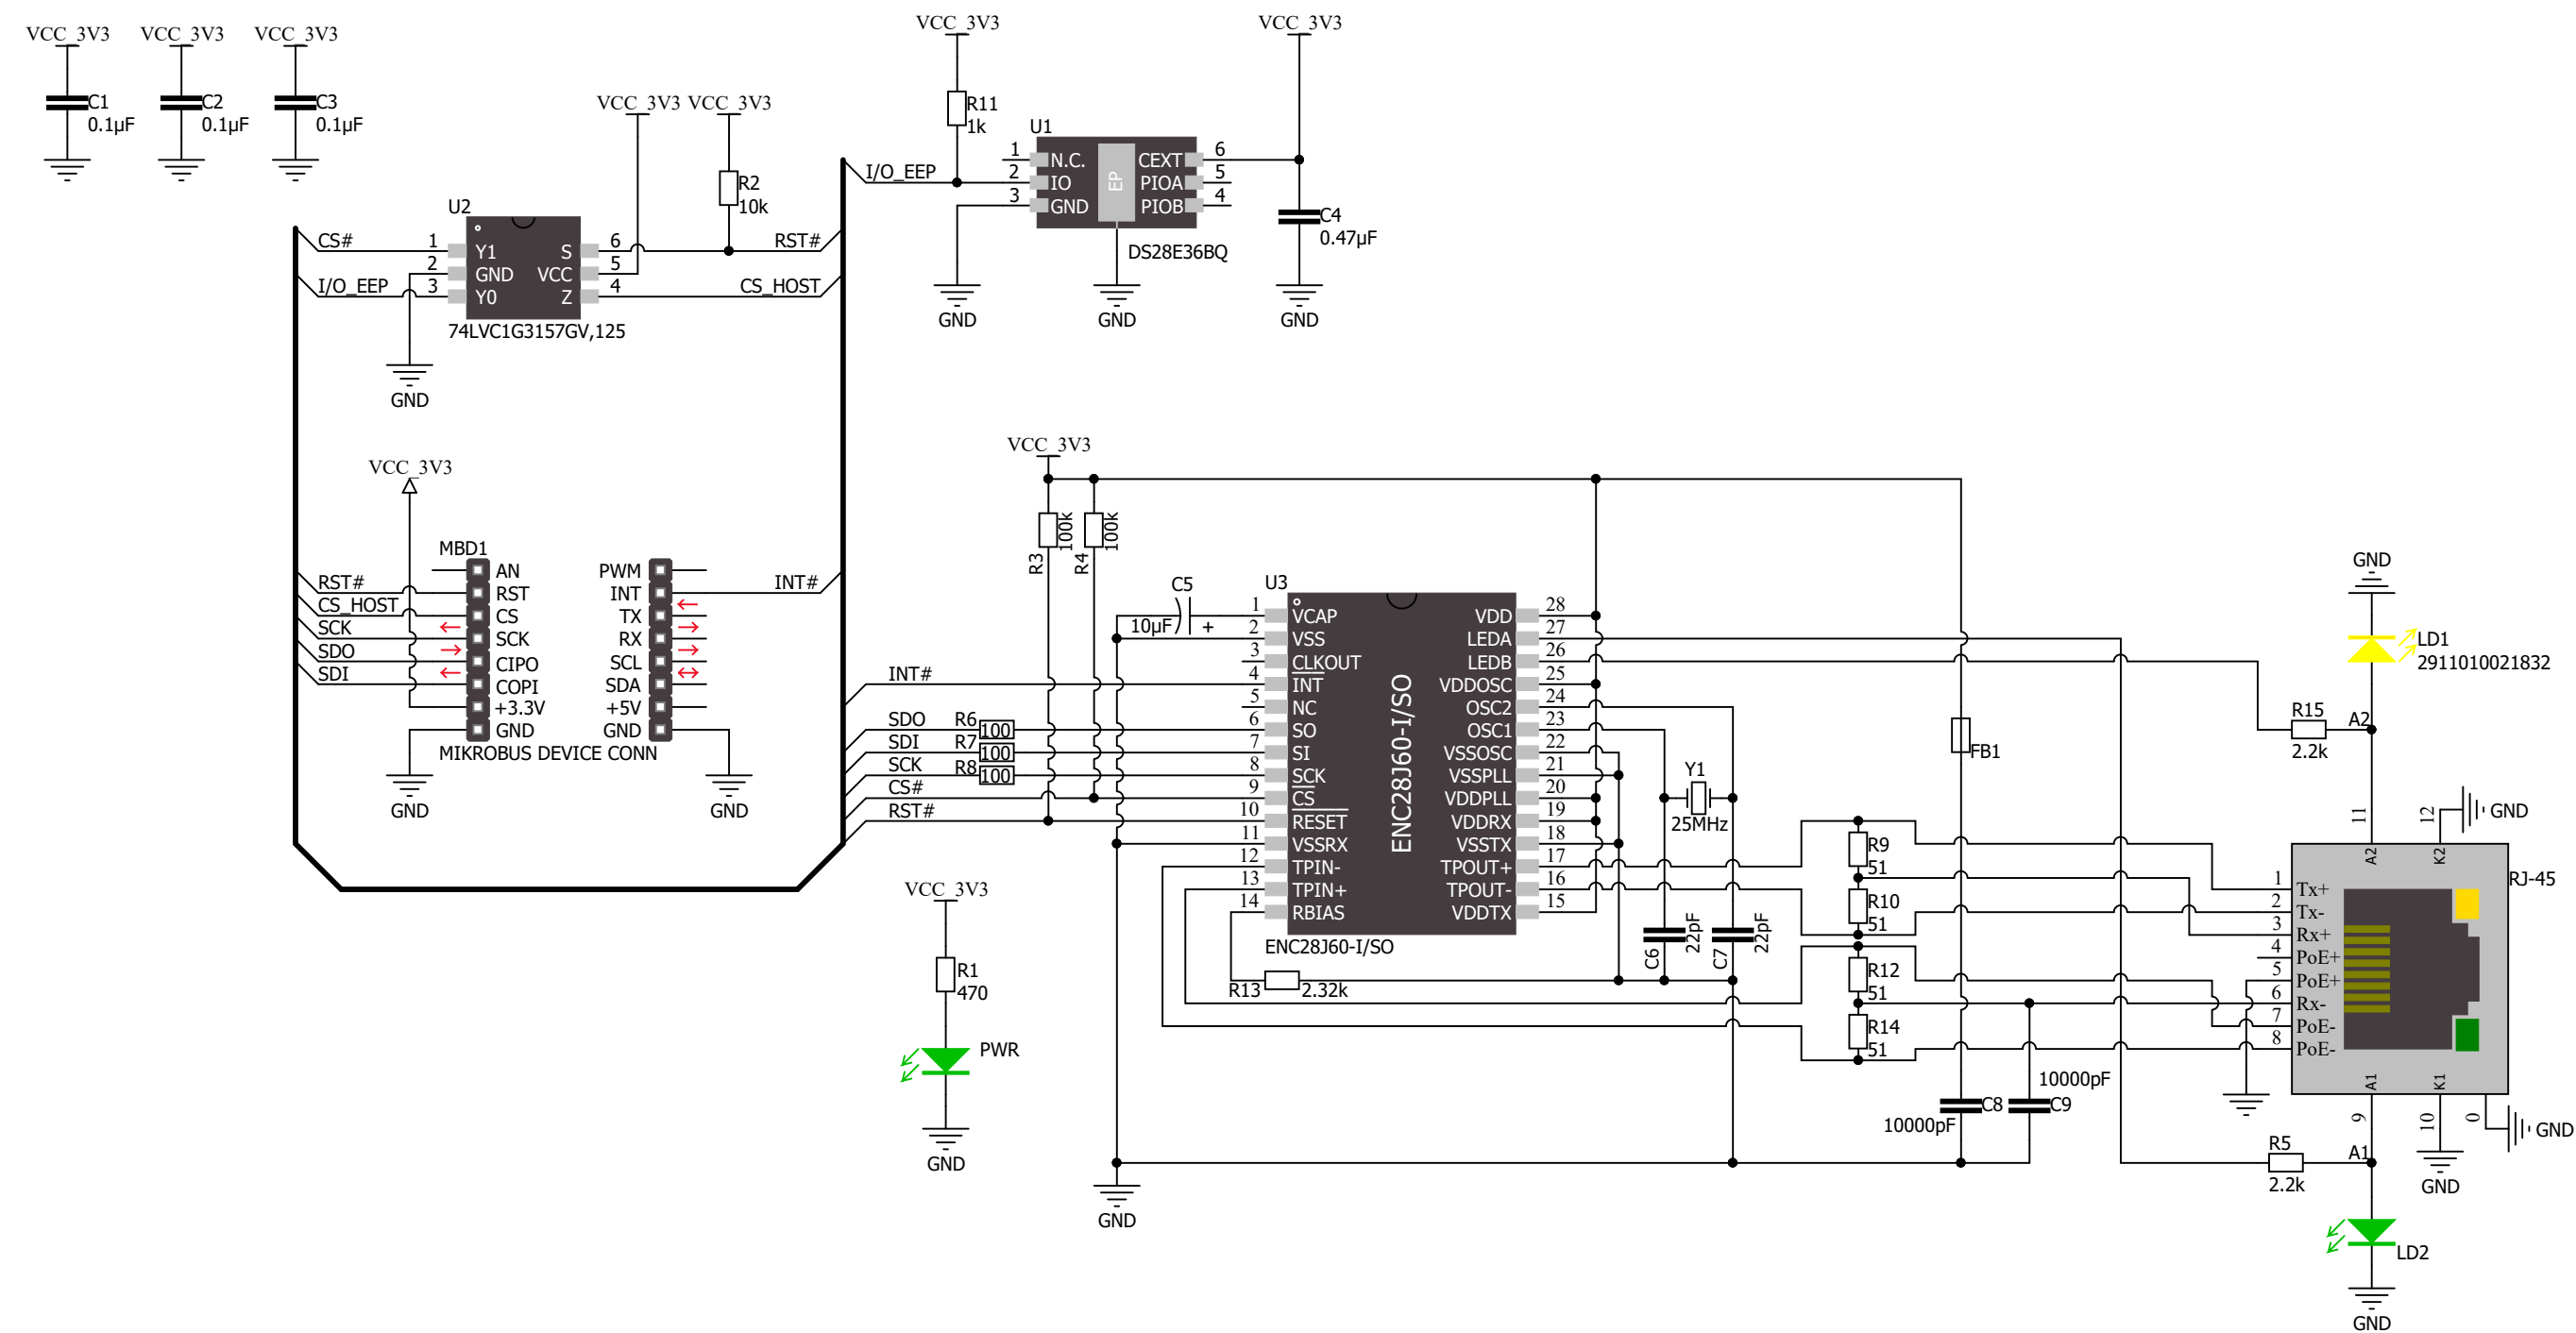 VCC_3V3
C1
0.1µF
VCC_3V3
C2
0.1µF
VCC_3V3
C3
0.1µF
VCC_3V3 VCC_3V3
R2
10k
U2
CS# 1 Y1 S 6 RST#
2 GND VCC 5
I/O_EEP 3 Y0 Z 4 CS_HOST
74LVC1G3157GV,125
GND
VCC_3V3
R11
1k
I/O_EEP
U1
1 N.C. CEXT 6
2 IO EP PIOA 5
3 GND PIOB 4
DS28E36BQ
VCC_3V3
C4
0.47µF
GND
GND
GND
VCC_3V3
MBD1
AN PWM
RST# RST INT INT#
CS_HOST CS TX
SCK SCK RX
SDO CIPO SCL
SDI COPI SDA
+3.3V +5V
GND GND
MIKROBUS DEVICE CONN
GND
GND
VCC_3V3
R3
100k
R4
100k
C5
10µF +
U3
1 VCAP VDD 28
2 VSS LEDA 27
3 CLKOUT LEDB 26
INT# 4 INT VDDOSC 25
5 NC OSC2 24
SDO R6 100 6 SO OSC1 23
SDI R7 100 7 SI VSSOSC 22
SCK R8 100 8 SCK VSSPLL 21
CS# 9 CS VDDPLL 20
RST# 10 RESET VDDRX 19
11 VSSRX VSSTX 18
12 TPIN- TPOUT+ 17
13 TPIN+ TPOUT- 16
14 RBIAS VDDTX 15
ENC28J60-I/SO
ENC28J60-I/SO
R13 2.32k
Y1
25MHz
C6
22pF
C7
22pF
FB1
R9
51
R10
51
R12
51
R14
51
10000pF
C8
10000pF
C9
GND
VCC_3V3
R1
470
PWR
GND
GND
LD1
2911010021832
R15
2.2k
A2
11
A2
12
K2
GND
RJ-45
1 Tx+
2 Tx-
3 Rx+
4 PoE+
5 PoE+
6 Rx-
7 PoE-
8 PoE-
A1
9
K1
10
0
GND
GND
R5
2.2k
A1
LD2
GND